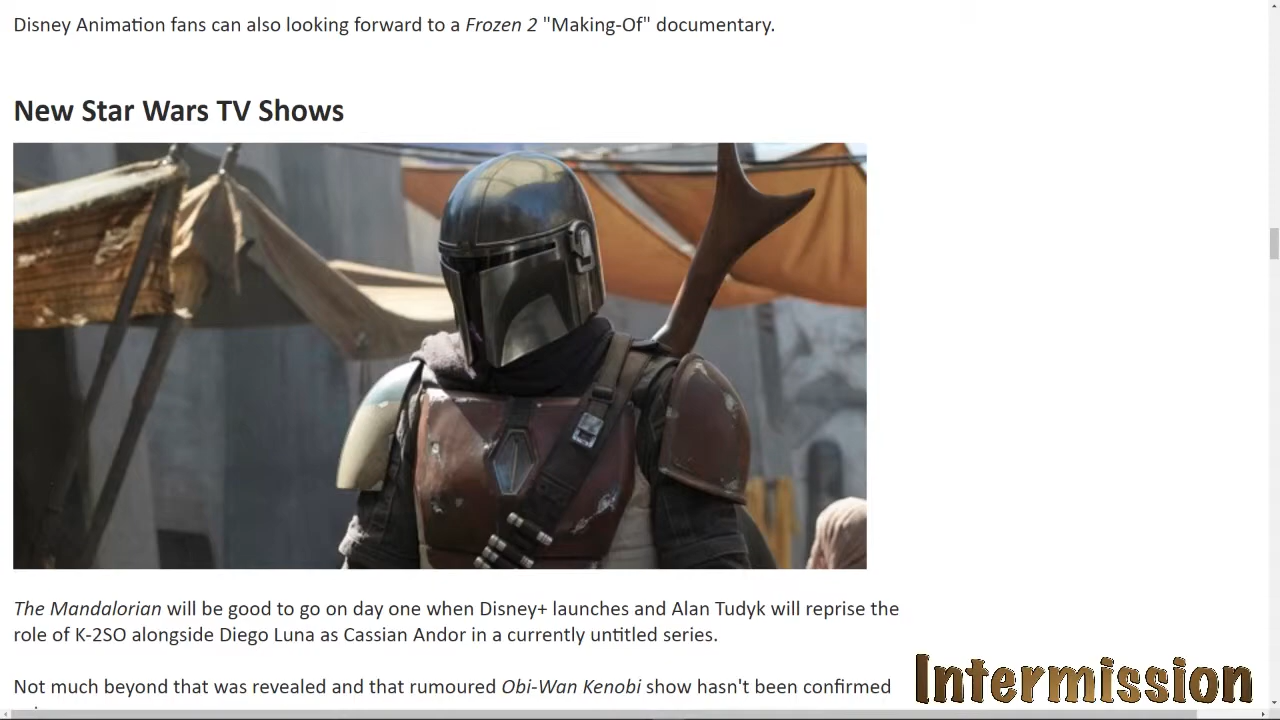 Disney Animation fans can also looking forward to a Frozen 2 "Making-Of" documentary.
New Star Wars TV Shows
The Mandalorian will be good to go on day one when Disney+ launches and Alan Tudyk will reprise the
role of K-2SO alongside Diego Luna as Cassian Andor in a currently untitled series.
Not much beyond that was revealed and that rumoured Obi-Wan Kenobi show hasn't been confirmed
Intermission